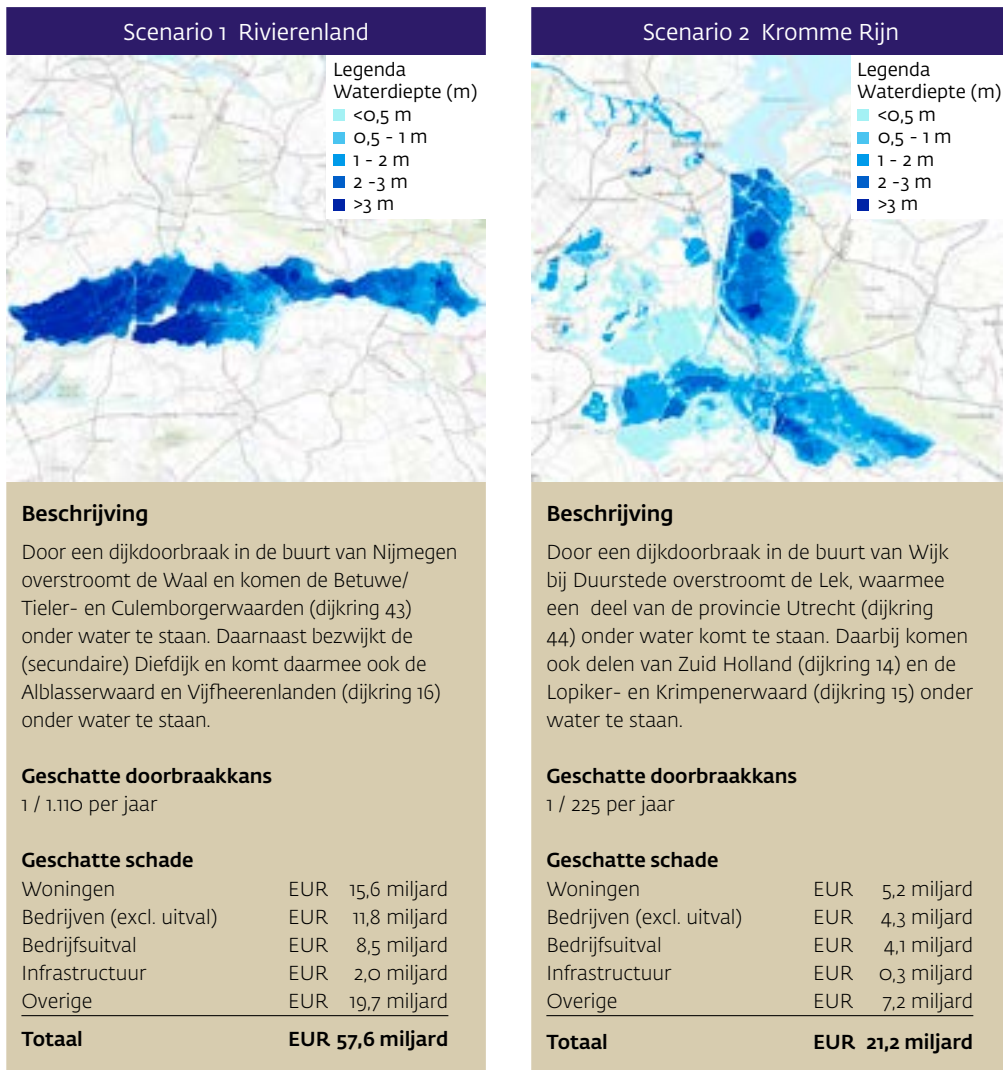 Scenario 1 Rivierenland
Legenda
Waterdiepte (m)
<0,5 m
0,5 - 1 m
1 - 2 m
2 -3 m
>3 m
Beschrijving
Door een dijkdoorbraak in de buurt van Nijmegen
overstroomt de Waal en komen de Betuwe/
Tieler- en Culemborgerwaarden (dijkring 43)
onder water te staan. Daarnaast bezwijkt de
(secundaire) Diefdijk en komt daarmee ook de
Alblasserwaard en Vijfheerenlanden (dijkring 16)
onder water te staan.
Geschatte doorbraakkans
1 / 1.110 per jaar
Geschatte schade
Woningen EUR 15,6 miljard
Bedrijven (excl. uitval) EUR 11,8 miljard
Bedrijfsuitval EUR 8,5 miljard
Infrastructuur EUR 2,0 miljard
Overige EUR 19,7 miljard
Totaal EUR 57,6 miljard
Scenario 2 Kromme Rijn
Legenda
Waterdiepte (m)
<0,5 m
0,5 - 1 m
1 - 2 m
2 -3 m
>3 m
Beschrijving
Door een dijkdoorbraak in de buurt van Wijk
bij Duurstede overstroomt de Lek, waarmee
een deel van de provincie Utrecht (dijkring
44) onder water komt te staan. Daarbij komen
ook delen van Zuid Holland (dijkring 14) en de
Lopiker- en Krimpenerwaard (dijkring 15) onder
water te staan.
Geschatte doorbraakkans
1 / 225 per jaar
Geschatte schade
Woningen EUR 5,2 miljard
Bedrijven (excl. uitval) EUR 4,3 miljard
Bedrijfsuitval EUR 4,1 miljard
Infrastructuur EUR 0,3 miljard
Overige EUR 7,2 miljard
Totaal EUR 21,2 miljard